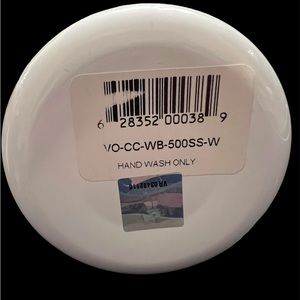 6 28352 00038 9
VO-CC-WB-500SS-W
HAND WASH ONLY